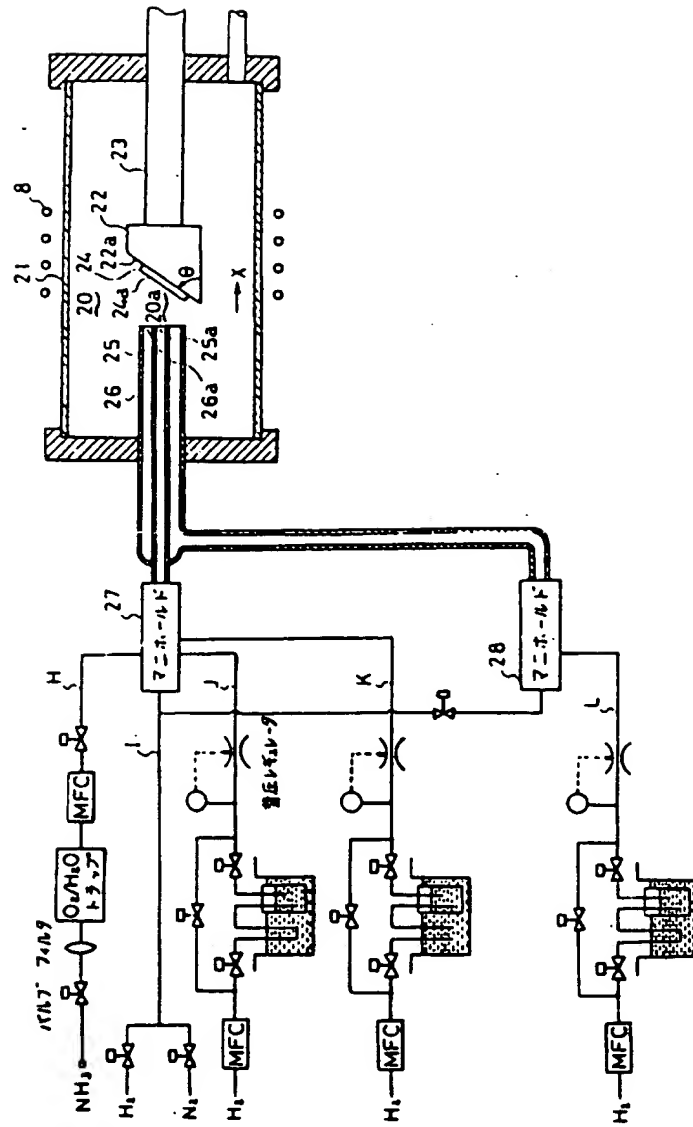 8
21
22
23
24
22a
20
24a
20a
θ
X
25
25a
26
26a
27
マニホールド
28
マニホールド
H
I
J
K
L
背圧レギュレータ
MFC
O₂/H₂O
トラップ
フィルタ
バルブ
NH₃
H₂
N₂
MFC
H₂
MFC
H₂
MFC
H₂